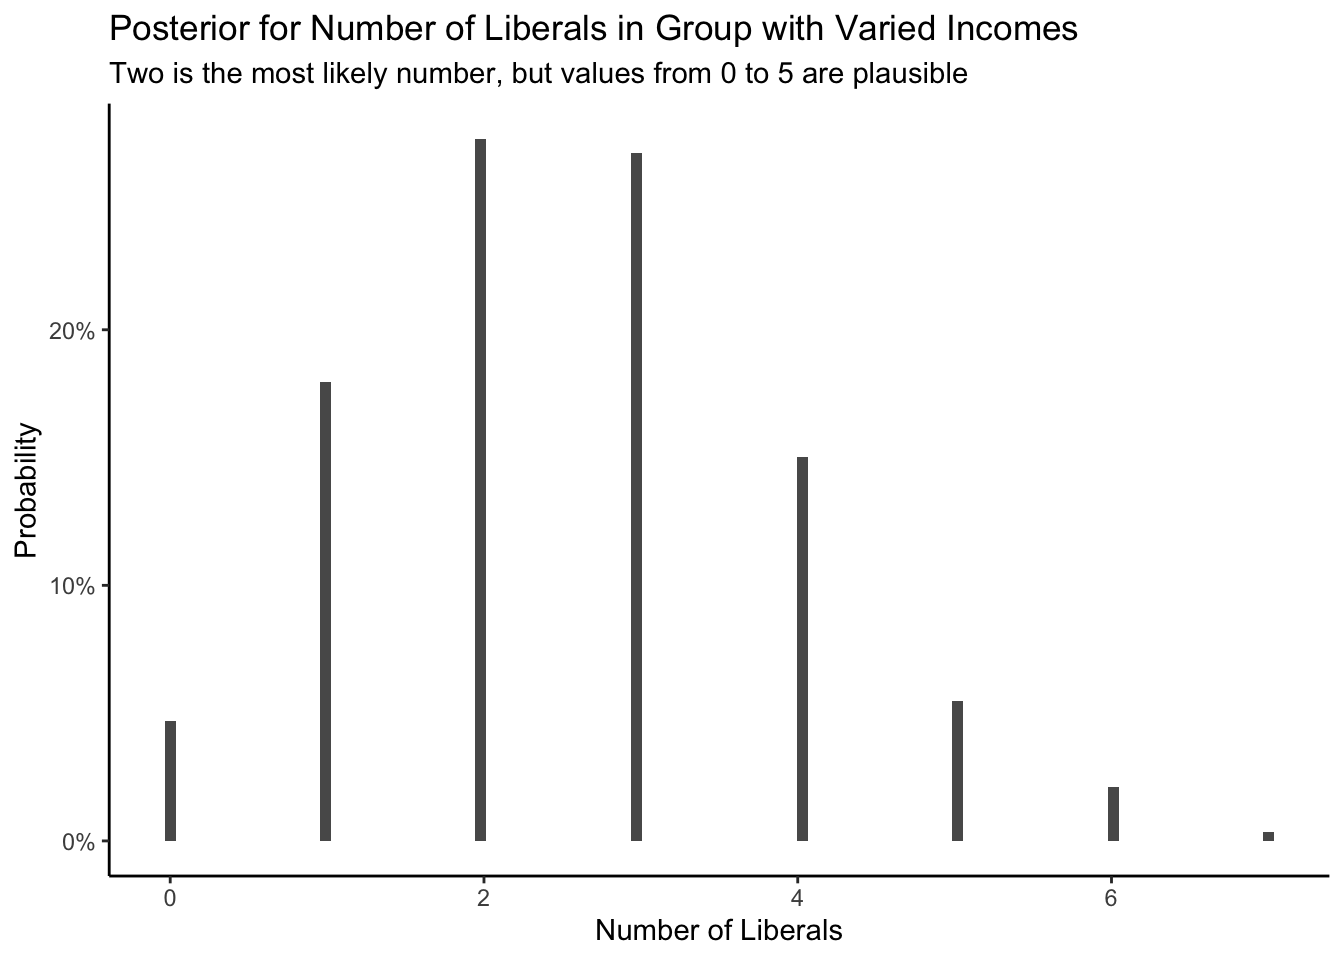 Posterior for Number of Liberals in Group with Varied Incomes
Two is the most likely number, but values from 0 to 5 are plausible
20%
10%
0%
Probability
0 2 4 6
Number of Liberals